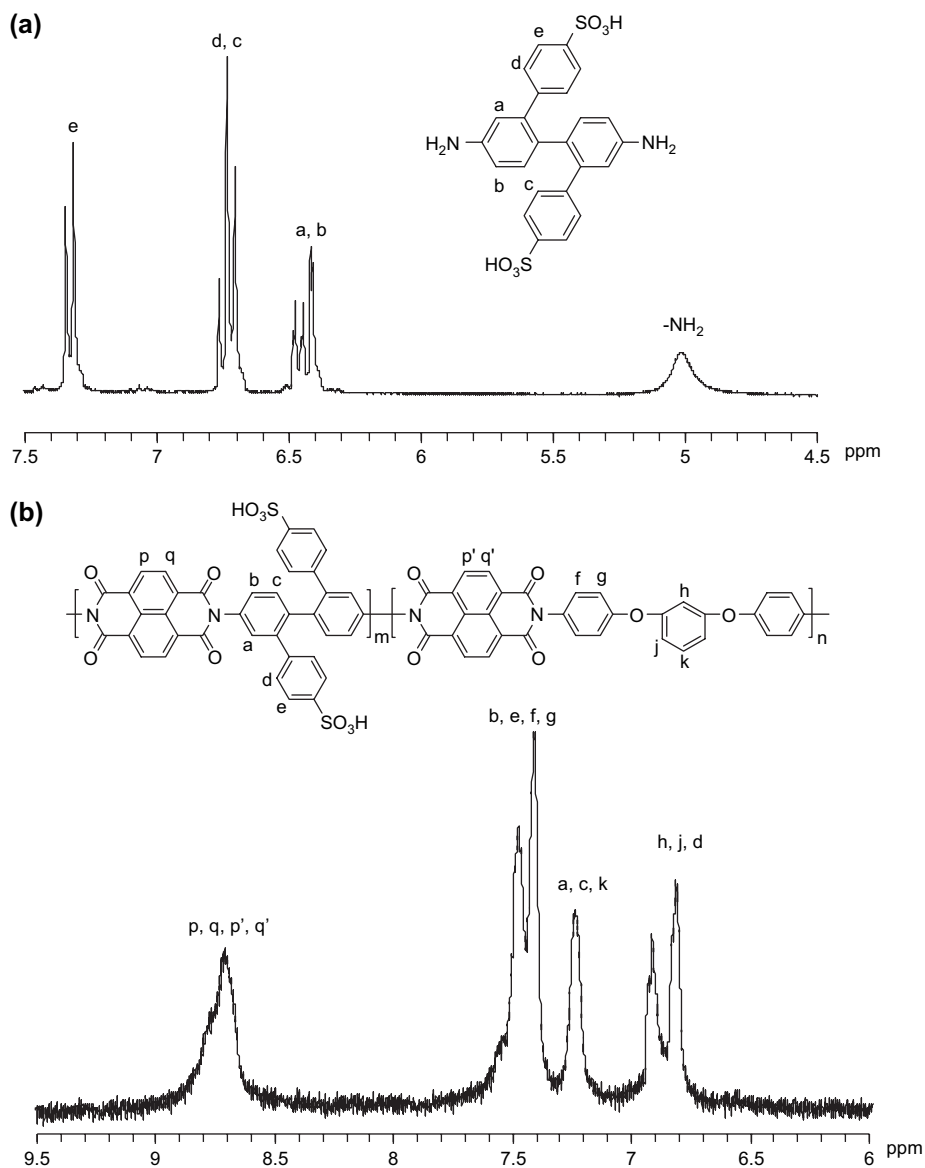 (a)
SO3H
e
d, c
d
a
e
H2N
NH2
b
c
a, b
HO3S
-NH2
7.5 7 6.5 6 5.5 5 4.5 ppm
(b)
HO3S
p q
p' q'
O O b c O O f g h
N N N N O O
m n
O O a O O j k
d
e
SO3H
b, e, f, g
h, j, d
a, c, k
p, q, p’, q’
9.5 9 8.5 8 7.5 7 6.5 6 ppm